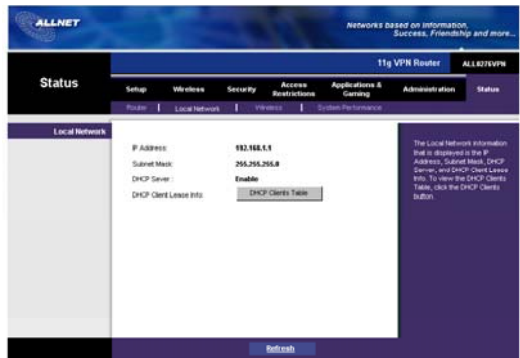 ALLNET
Networks based on Information,
Success, Friendship and more...
11g VPN Router ALL0276VPN
Status
Setup Wireless Security Access Restrictions Applications & Gaming Administration Status
Router Local Network Wireless System Performance
Local Network
IP Address: 192.168.1.1
Subnet Mask: 255.255.255.0
DHCP Server : Enable
DHCP Client Lease Info: DHCP Clients Table
The Local Network information
that is displayed is the IP
Address, Subnet Mask, DHCP
Server, and DHCP Client Lease
Info. To view the DHCP Clients
Table, click the DHCP Clients
button.
Refresh